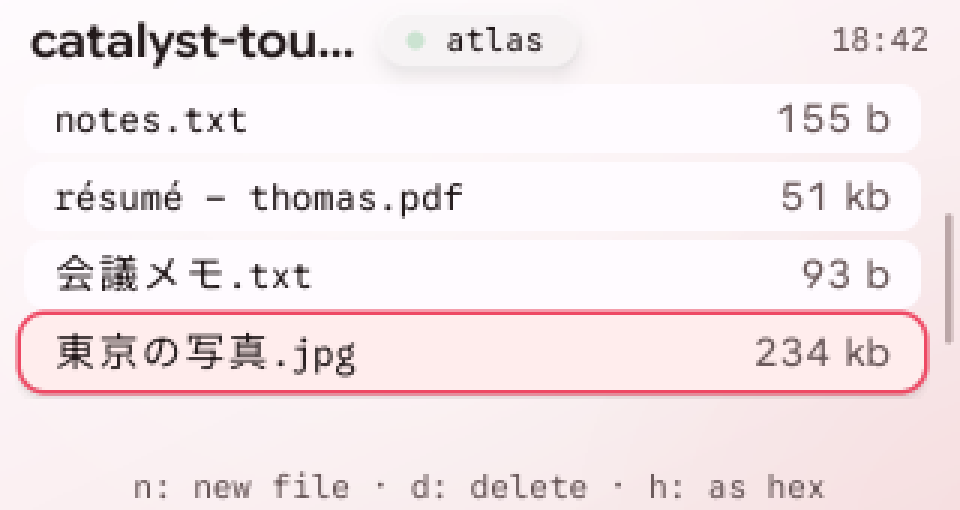 catalyst-tou... atlas 18:42
notes.txt 155 b
résumé – thomas.pdf 51 kb
会議メモ.txt 93 b
東京の写真.jpg 234 kb
n: new file · d: delete · h: as hex